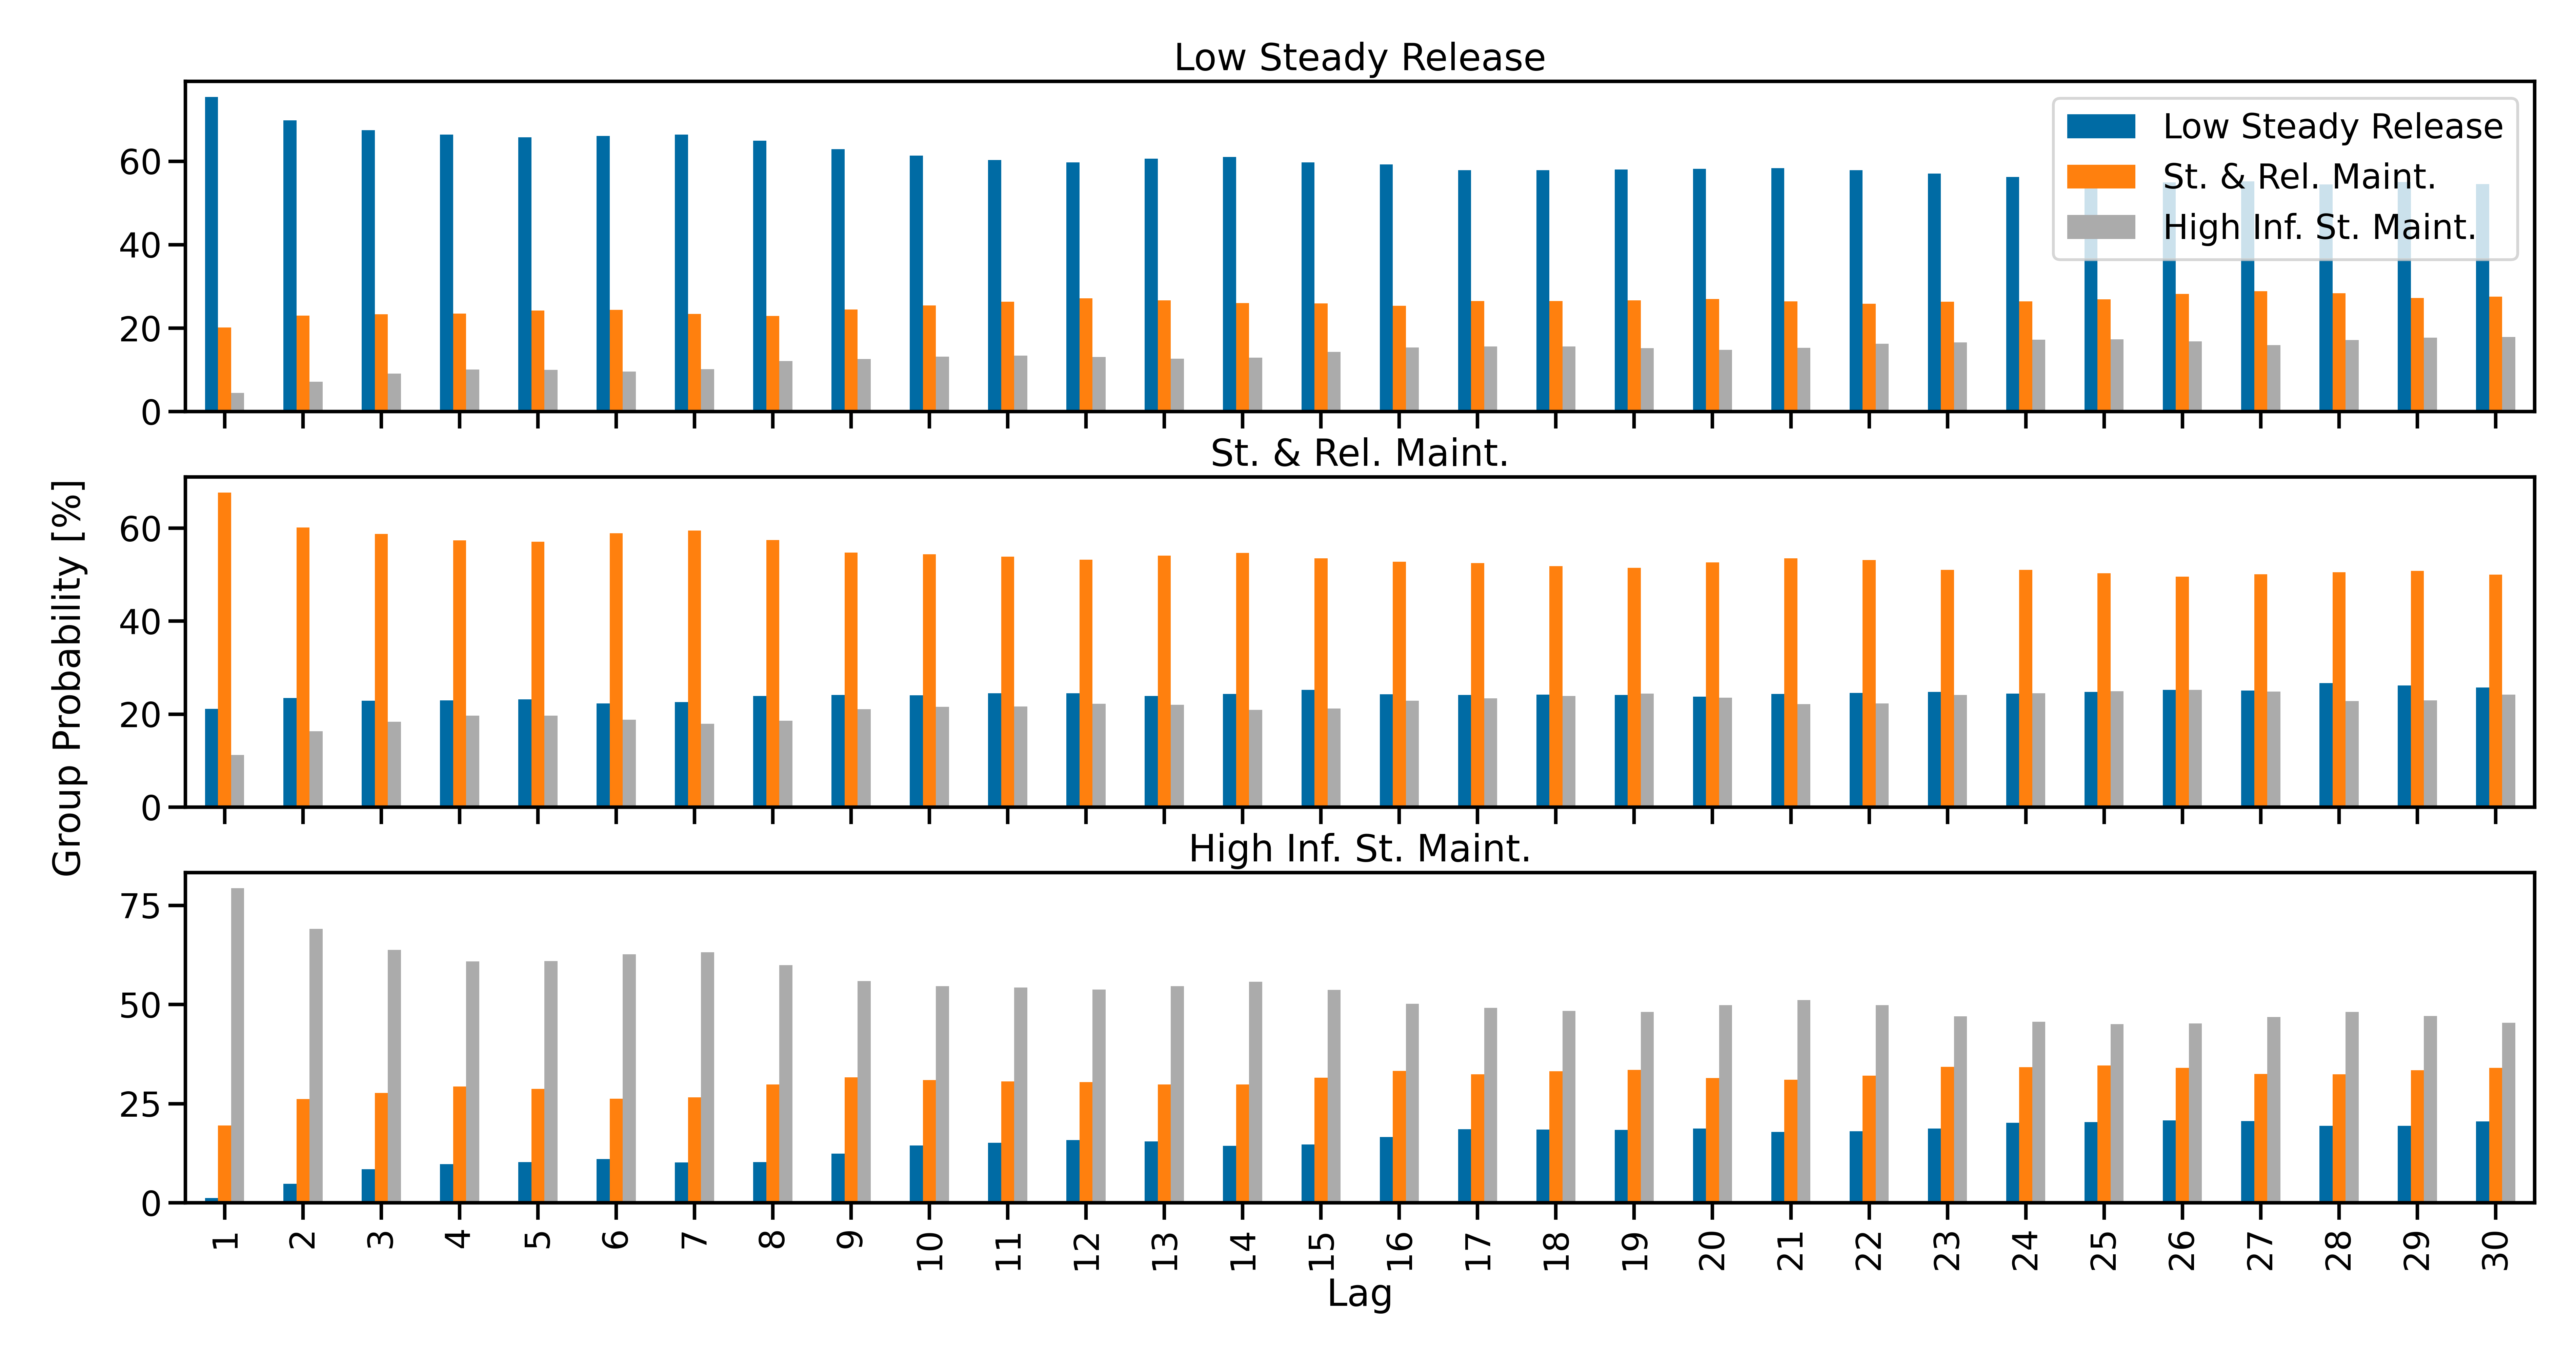 Low Steady Release
60
40
20
0
Low Steady Release
St. & Rel. Maint.
High Inf. St. Maint.
St. & Rel. Maint.
Group Probability [%]
60
40
20
0
High Inf. St. Maint.
75
50
25
0
1 2 3 4 5 6 7 8 9 10 11 12 13 14 15 16 17 18 19 20 21 22 23 24 25 26 27 28 29 30
Lag